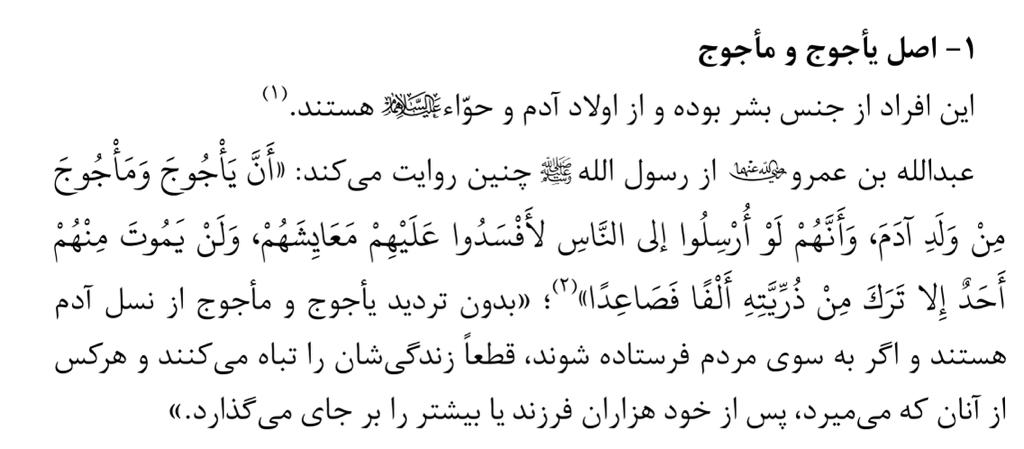 ۱- اصل یأجوج و مأجوج
این افراد از جنس بشر بوده و از اولاد آدم و حوّاء علیهما‌السلام هستند.(۱)
عبدالله بن عمرو رضی‌الله‌عنهما از رسول الله ﷺ چنین روایت می‌کند: «أَنَّ يَأْجُوجَ وَمَأْجُوجَ
مِنْ وَلَدِ آدَمَ، وَأَنَّهُمْ لَوْ أُرْسِلُوا إلى النَّاسِ لأَفْسَدُوا عَلَيْهِمْ مَعَايِشَهُمْ، وَلَنْ يَمُوتَ مِنْهُمْ
أَحَدٌ إِلا تَرَكَ مِنْ ذُرِّيَّتِهِ أَلْفًا فَصَاعِدًا»(۲)؛ «بدون تردید یأجوج و مأجوج از نسل آدم
هستند و اگر به سوی مردم فرستاده شوند، قطعاً زندگی‌شان را تباه می‌کنند و هرکس
از آنان که می‌میرد، پس از خود هزاران فرزند یا بیشتر را بر جای می‌گذارد.»